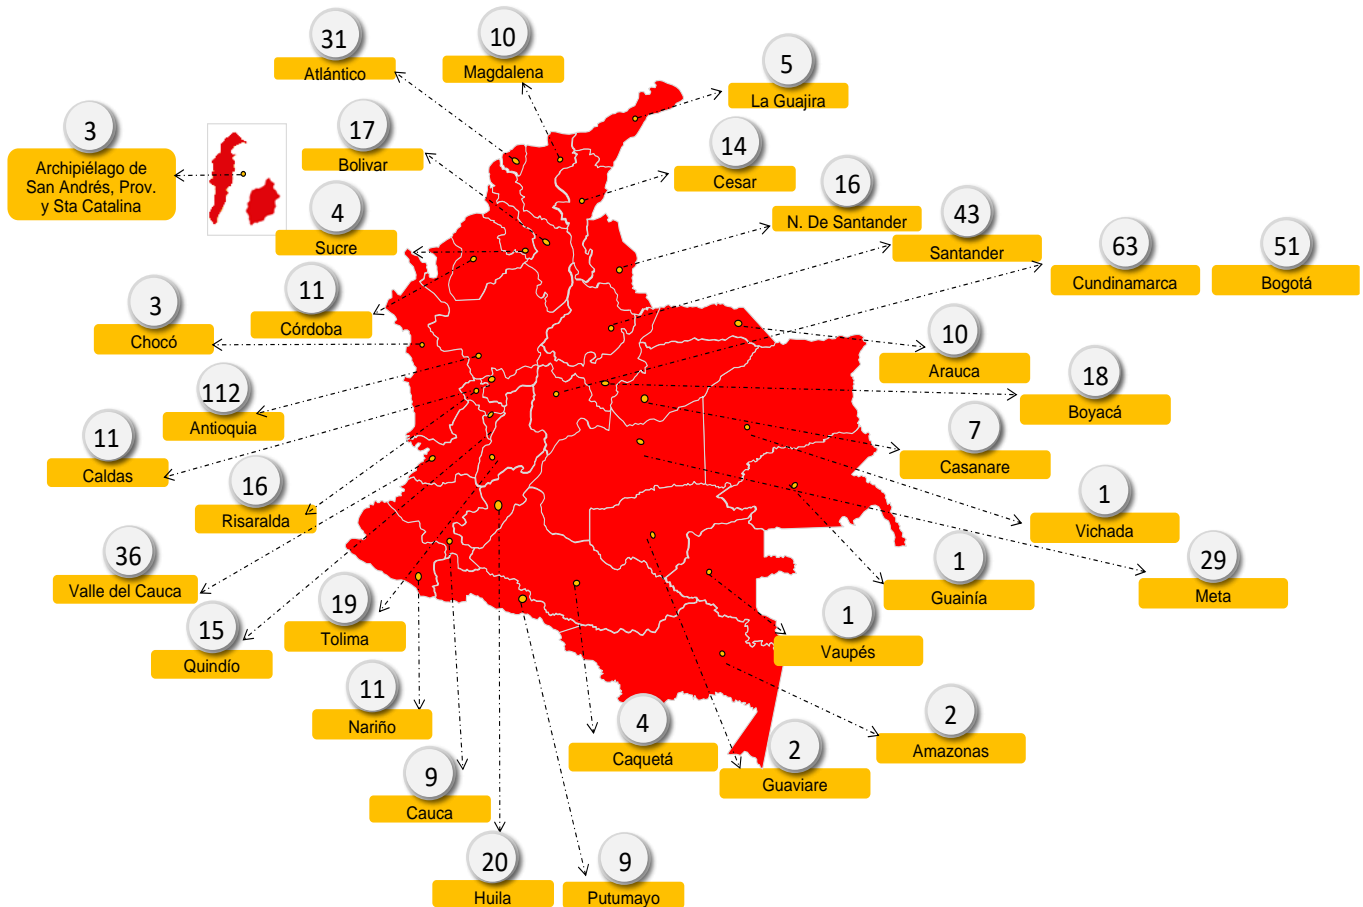 31
Atlántico
10
Magdalena
5
La Guajira
3
Archipiélago de
San Andrés, Prov.
y Sta Catalina
17
Bolivar
14
Cesar
16
N. De Santander
4
Sucre
43
Santander
63
Cundinamarca
51
Bogotá
11
Córdoba
3
Chocó
10
Arauca
112
Antioquia
18
Boyacá
11
Caldas
7
Casanare
16
Risaralda
1
Vichada
36
Valle del Cauca
1
Guainía
29
Meta
19
Tolima
15
Quindío
1
Vaupés
11
Nariño
4
Caquetá
2
Amazonas
2
Guaviare
9
Cauca
20
Huila
9
Putumayo